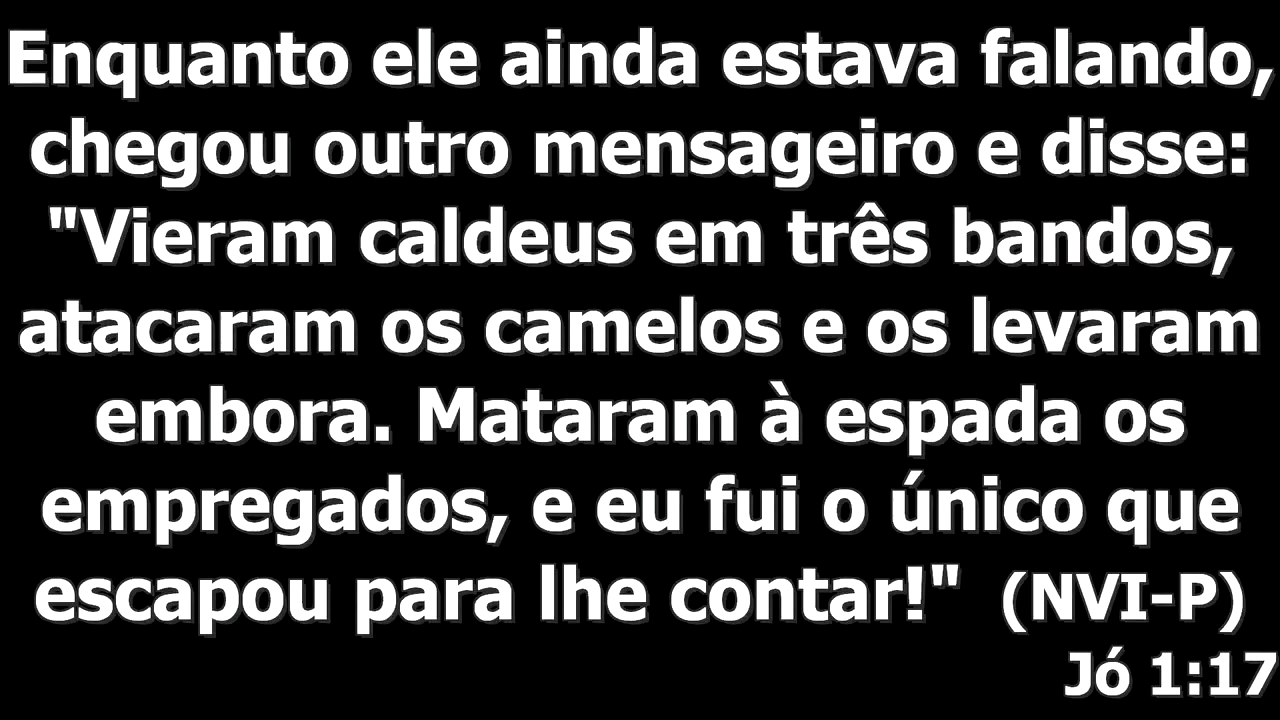 Enquanto ele ainda estava falando,
chegou outro mensageiro e disse:
"Vieram caldeus em três bandos,
atacaram os camelos e os levaram
embora. Mataram à espada os
empregados, e eu fui o único que
escapou para lhe contar!" (NVI-P)
Jó 1:17